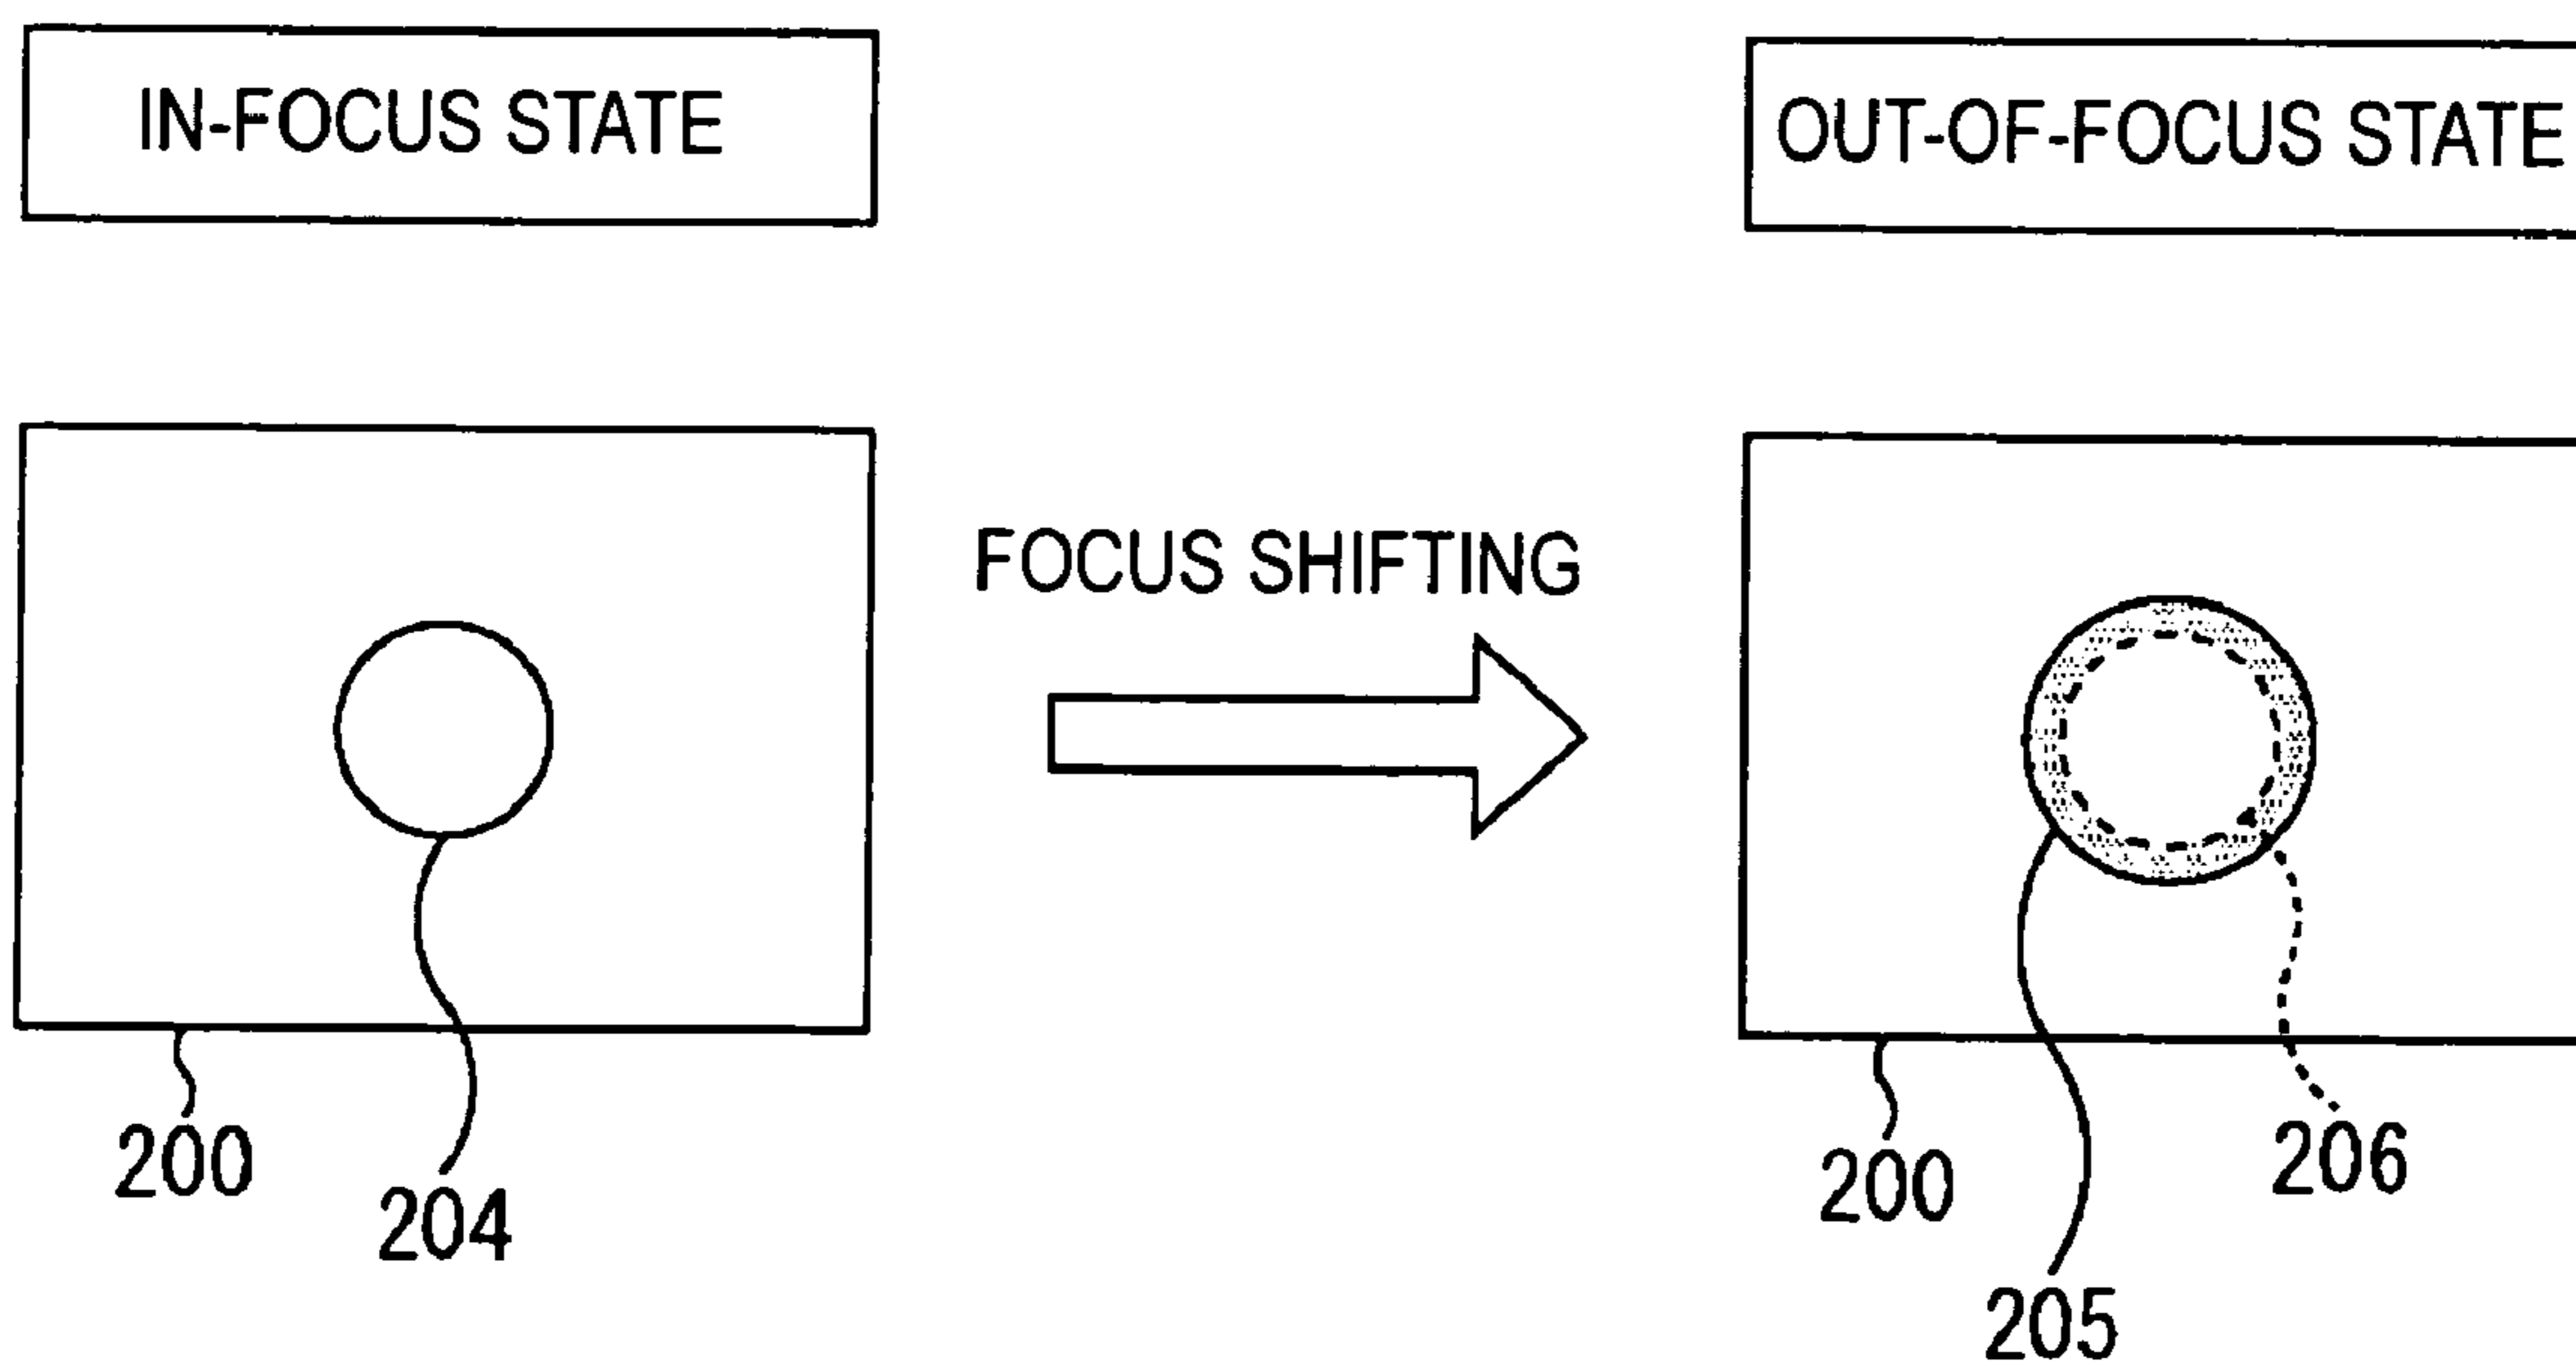 IN-FOCUS STATE
OUT-OF-FOCUS STATE
FOCUS SHIFTING
200
204
200
205
206